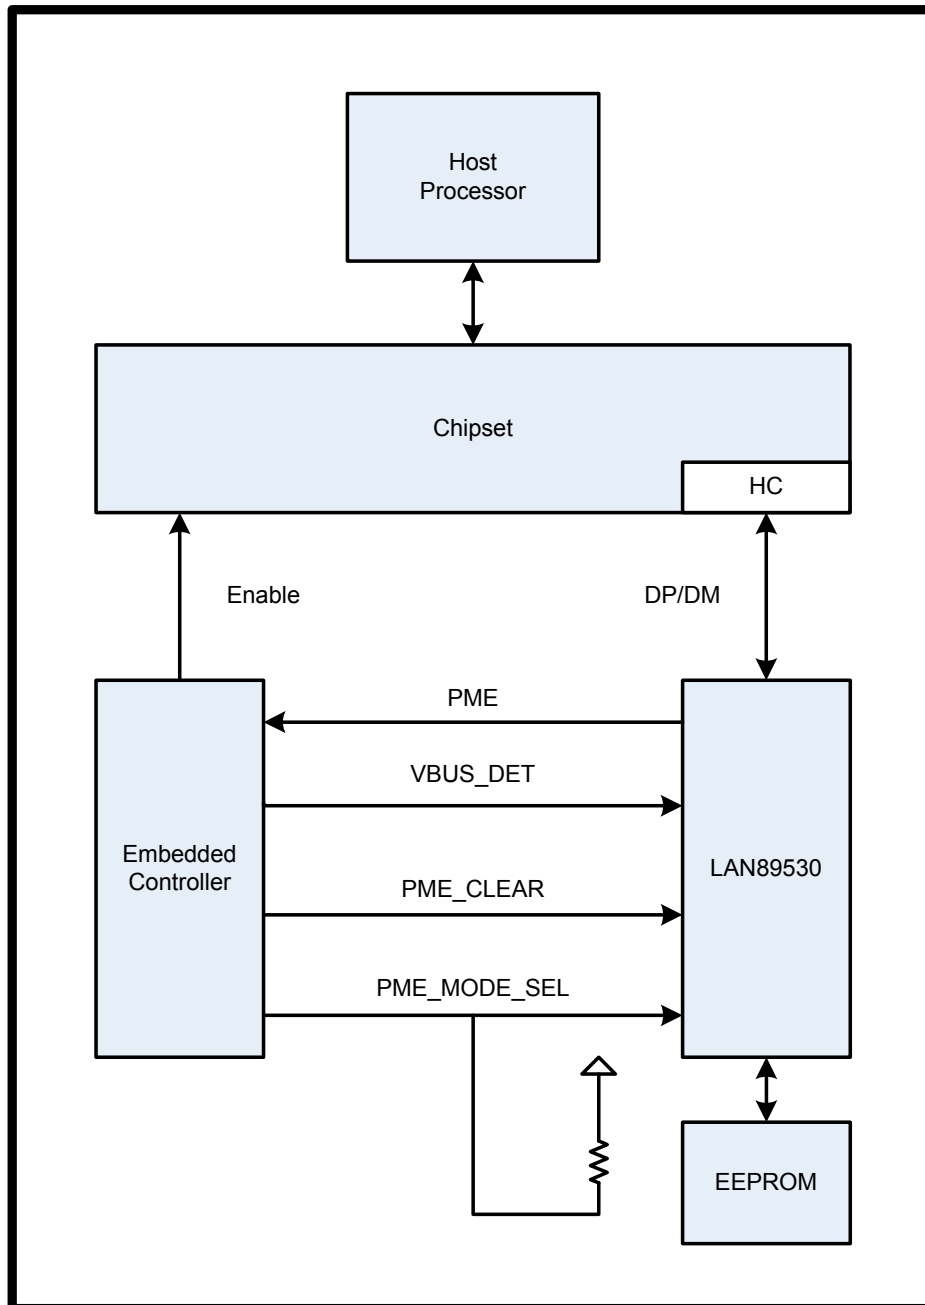 Host
Processor
Chipset
HC
Enable
DP/DM
PME
VBUS_DET
Embedded
Controller
LAN89530
PME_CLEAR
PME_MODE_SEL
EEPROM